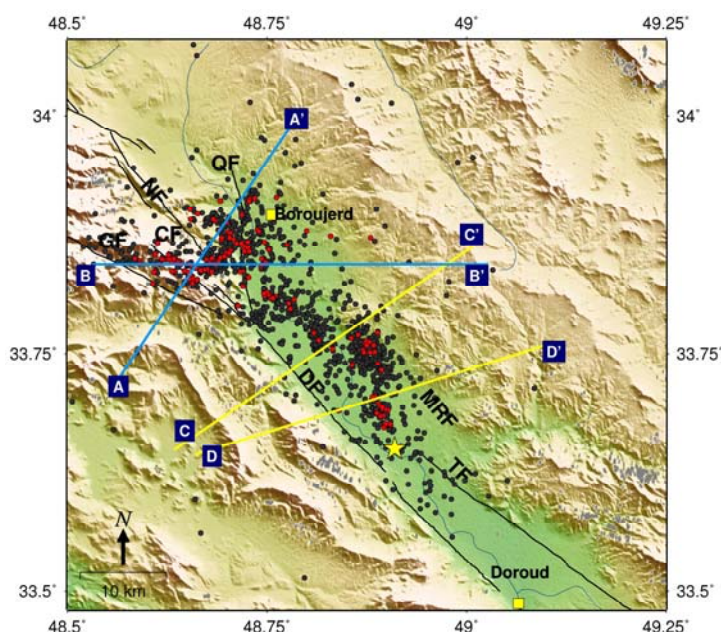 48.5 48.75 49 49.25
34° 34°
A'
QF
NF
Boroujerd
CF
GF
C'
B B'
33.75 33.75
D'
A
DF
MRF
C
D
TF
N
10 km
Doroud
33.5 33.5
48.5 48.75 49 49.25